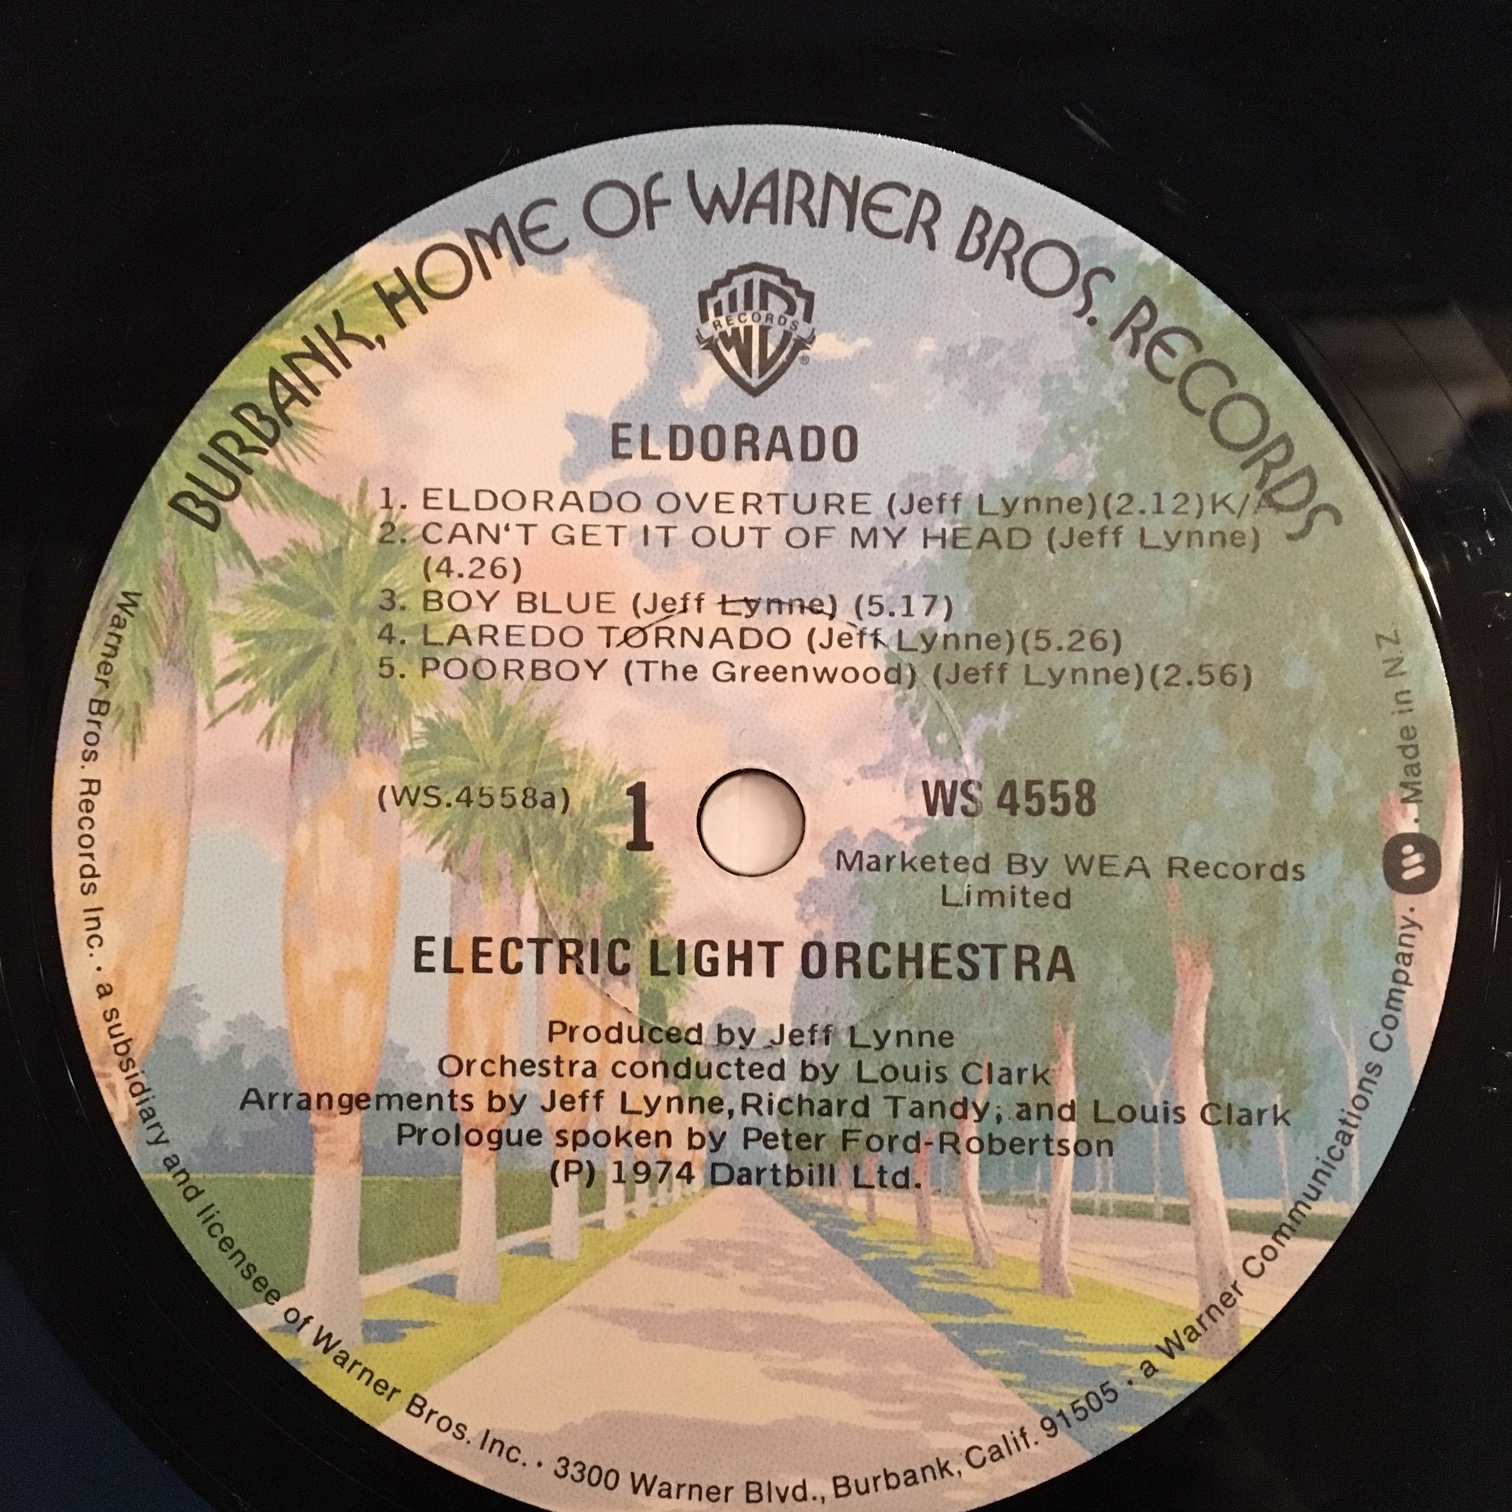 BURBANK, HOME OF WARNER BROS. RECORDS
RECORDS
®
ELDORADO
1. ELDORADO OVERTURE (Jeff Lynne)(2.12)K/A
2. CAN'T GET IT OUT OF MY HEAD (Jeff Lynne)
(4.26)
3. BOY BLUE (Jeff Lynne) (5.17)
4. LAREDO TORNADO (Jeff Lynne)(5.26)
5. POORBOY (The Greenwood) (Jeff Lynne)(2.56)
(WS.4558a) 1 WS 4558
Marketed By WEA Records
Limited
ELECTRIC LIGHT ORCHESTRA
Produced by Jeff Lynne
Orchestra conducted by Louis Clark
Arrangements by Jeff Lynne,Richard Tandy, and Louis Clark
Prologue spoken by Peter Ford-Robertson
(P) 1974 Dartbill Ltd.
Warner Bros. Records Inc. · a subsidiary and licensee of Warner Bros. Inc. · 3300 Warner Blvd., Burbank, Calif. 91505 · a Warner Communications Company. · Made in N.Z.